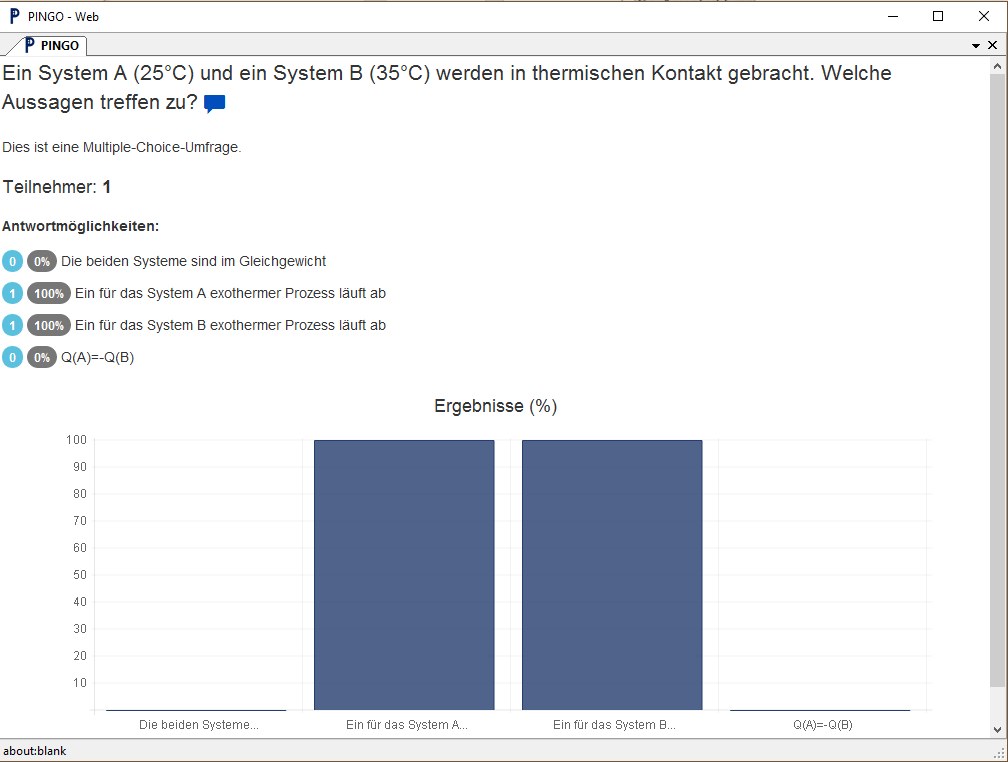 PINGO - Web
PINGO
Ein System A (25°C) und ein System B (35°C) werden in thermischen Kontakt gebracht. Welche
Aussagen treffen zu?
Dies ist eine Multiple-Choice-Umfrage.
Teilnehmer: 1
Antwortmöglichkeiten:
0 0% Die beiden Systeme sind im Gleichgewicht
1 100% Ein für das System A exothermer Prozess läuft ab
1 100% Ein für das System B exothermer Prozess läuft ab
0 0% Q(A)=-Q(B)
Ergebnisse (%)
100
90
80
70
60
50
40
30
20
10
Die beiden Systeme... Ein für das System A... Ein für das System B... Q(A)=-Q(B)
about:blank